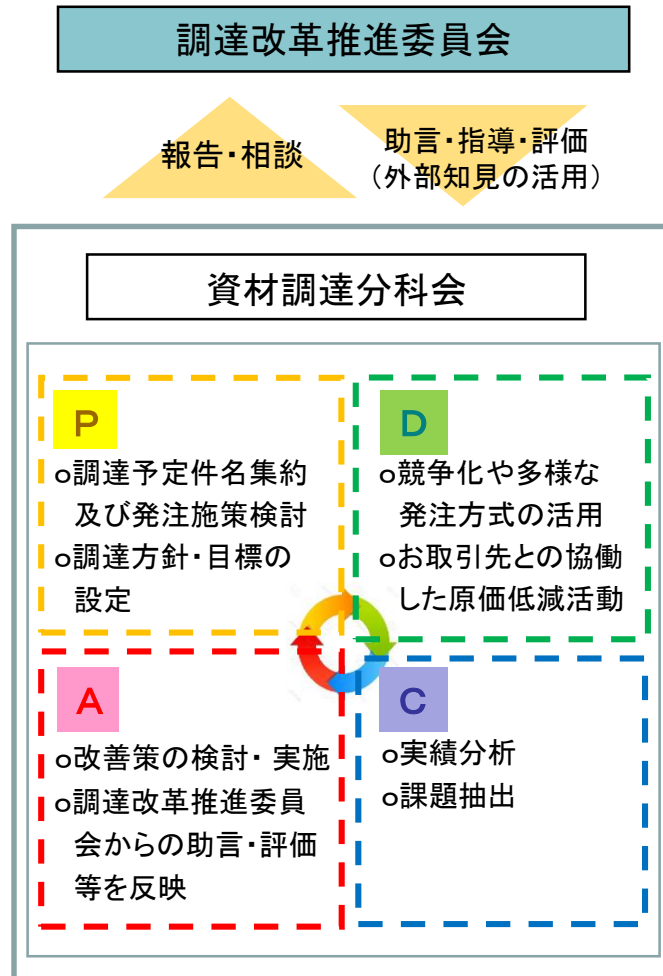 調達改革推進委員会
報告・相談
助言・指導・評価
（外部知見の活用）
資材調達分科会
P
o調達予定件名集約
及び発注施策検討
o調達方針・目標の
設定
D
o競争化や多様な
発注方式の活用
oお取引先との協働
した原価低減活動
A
o改善策の検討・ 実施
o調達改革推進委員
会からの助言・評価
等を反映
C
o実績分析
o課題抽出